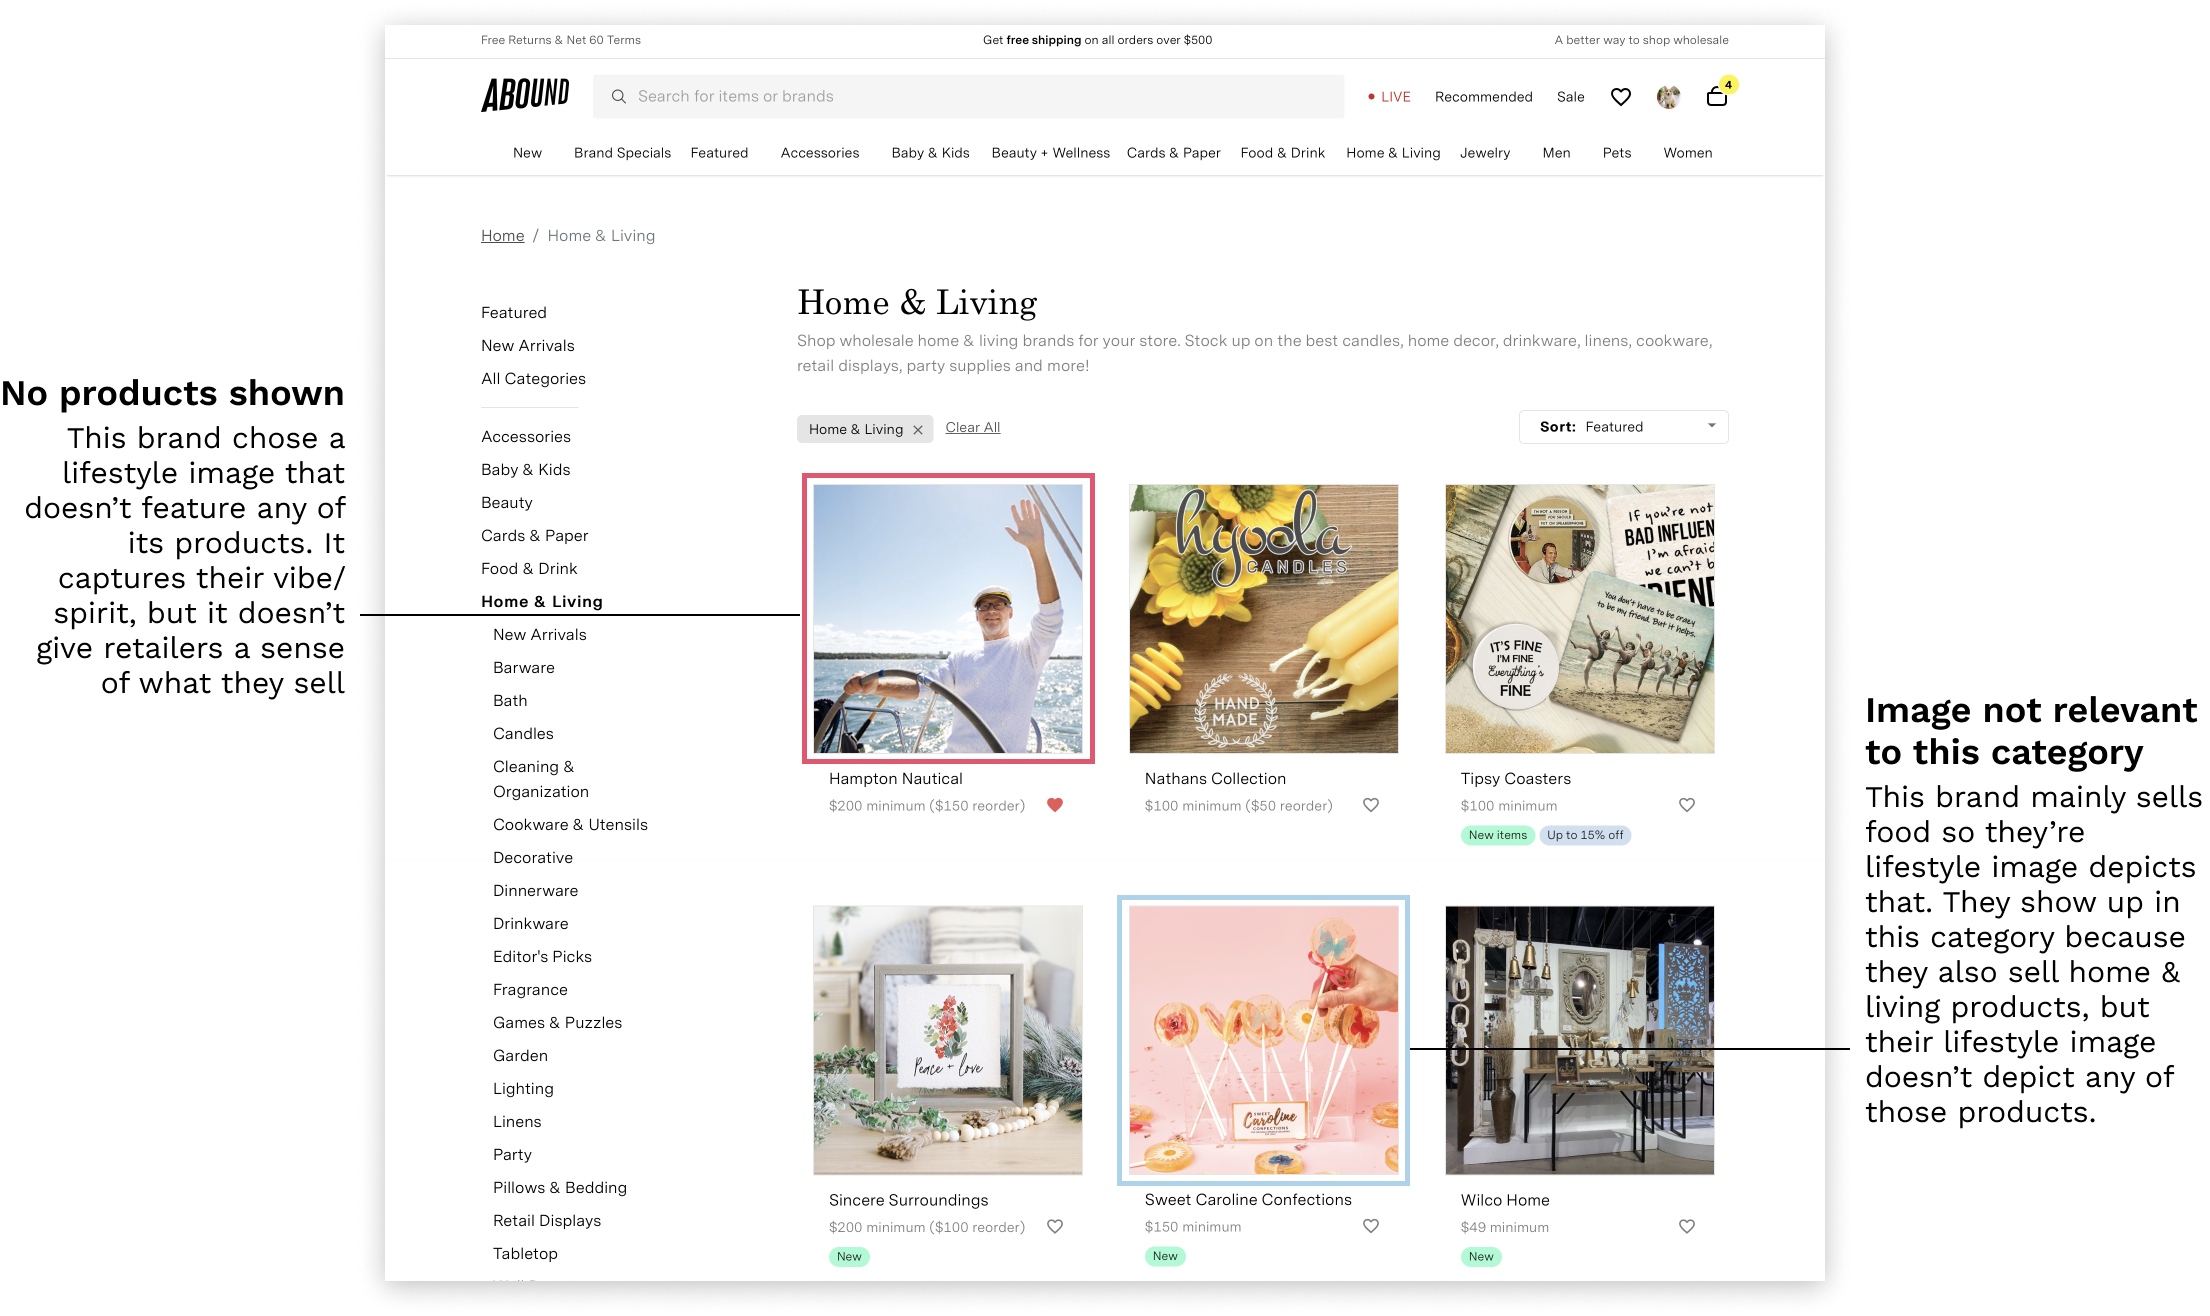 Free Returns & Net 60 Terms
Get free shipping on all orders over $500
A better way to shop wholesale
ABOUND
Search for items or brands
LIVE
Recommended
Sale
4
New
Brand Specials
Featured
Accessories
Baby & Kids
Beauty + Wellness
Cards & Paper
Food & Drink
Home & Living
Jewelry
Men
Pets
Women
Home / Home & Living
Featured
New Arrivals
All Categories
Accessories
Baby & Kids
Beauty
Cards & Paper
Food & Drink
Home & Living
New Arrivals
Barware
Bath
Candles
Cleaning &
Organization
Cookware & Utensils
Decorative
Dinnerware
Drinkware
Editor's Picks
Fragrance
Games & Puzzles
Garden
Lighting
Linens
Party
Pillows & Bedding
Retail Displays
Tabletop
Home & Living
Shop wholesale home & living brands for your store. Stock up on the best candles, home decor, drinkware, linens, cookware,
retail displays, party supplies and more!
Home & Living ×
Clear All
Sort: Featured
hyoola
CANDLES
HAND
MADE
I'M NOT A PERSON
YOU SHOULD
PUT ON SPEAKERPHONE
If you're not
BAD INFLUEN
I'm afraid
we can't b
RIEND
You don't have to be crazy
to be my friend. But it helps.
IT'S FINE
I'M FINE
Everything's
FINE
Hampton Nautical
$200 minimum ($150 reorder)
Nathans Collection
$100 minimum ($50 reorder)
Tipsy Coasters
$100 minimum
New items
Up to 15% off
Peace + love
SWEET
Caroline
CONFECTIONS
Sincere Surroundings
$200 minimum ($100 reorder)
New
Sweet Caroline Confections
$150 minimum
New
Wilco Home
$49 minimum
New
No products shown
This brand chose a
lifestyle image that
doesn't feature any of
its products. It
captures their vibe/
spirit, but it doesn't
give retailers a sense
of what they sell
Image not relevant
to this category
This brand mainly sells
food so they're
lifestyle image depicts
that. They show up in
this category because
they also sell home &
living products, but
their lifestyle image
doesn't depict any of
those products.